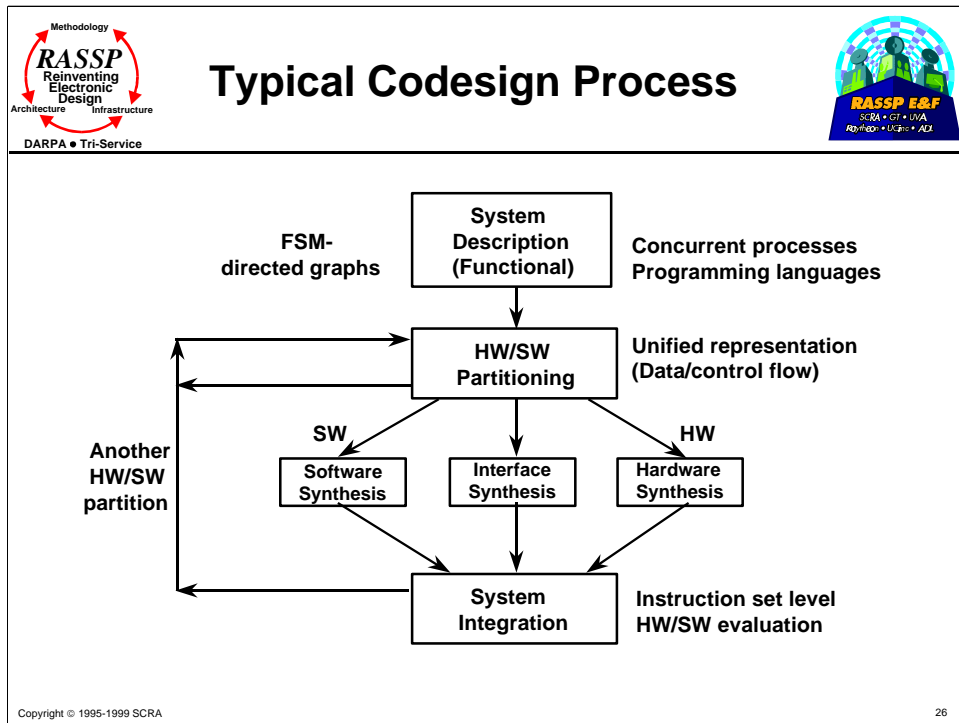 Methodology
RASSP
Reinventing
Electronic
Design
Architecture Infrastructure
DARPA ● Tri-Service
Typical Codesign Process
RASSP E&F
SCRA • GT • UVA
Raytheon • UCinc • ADL
System
Description
(Functional)
FSM-
directed graphs
Concurrent processes
Programming languages
HW/SW
Partitioning
Unified representation
(Data/control flow)
SW
HW
Another
HW/SW
partition
Software
Synthesis
Interface
Synthesis
Hardware
Synthesis
System
Integration
Instruction set level
HW/SW evaluation
Copyright © 1995-1999 SCRA
26